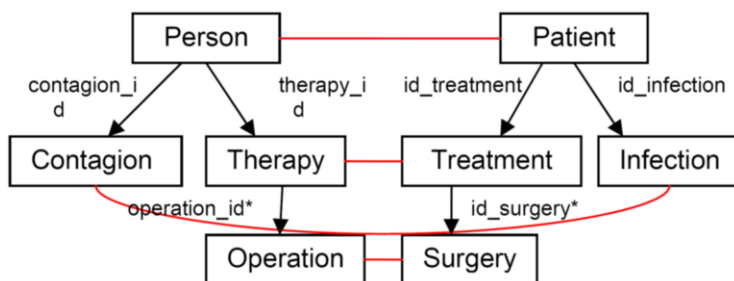 Person
Patient
contagion_i
d
therapy_i
d
id_treatment
id_infection
Contagion
Therapy
Treatment
Infection
operation_id*
id_surgery*
Operation
Surgery